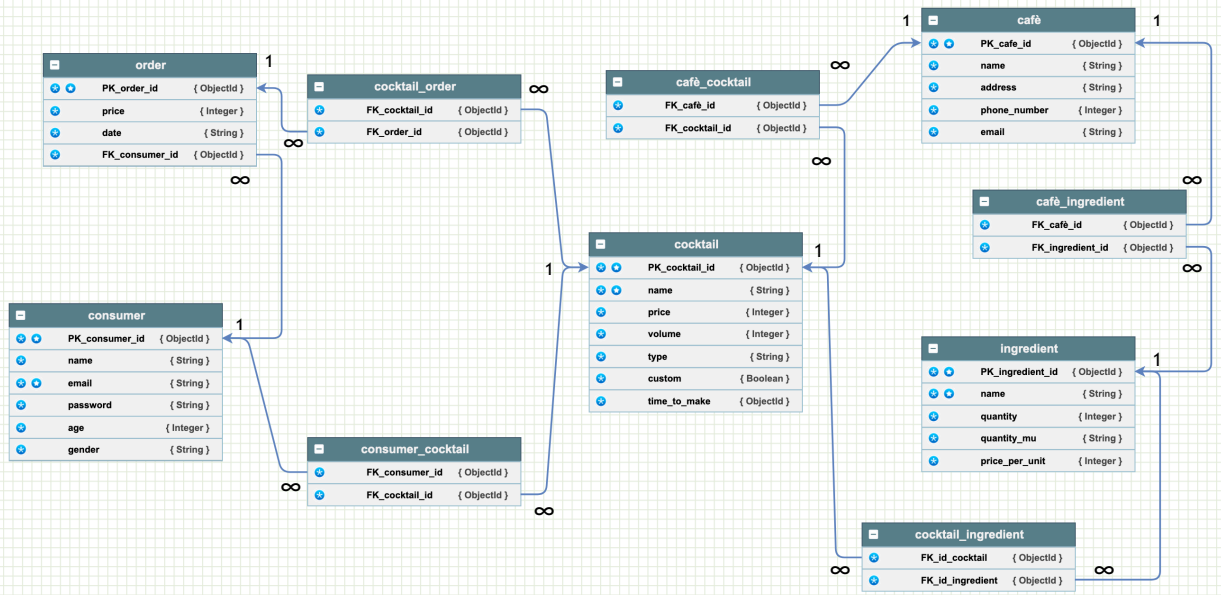 order
PK_order_id { ObjectId }
price { Integer }
date { String }
FK_consumer_id { ObjectId }
1
∞
cocktail_order
FK_cocktail_id { ObjectId }
FK_order_id { ObjectId }
∞
∞
cafè_cocktail
FK_cafè_id { ObjectId }
FK_cocktail_id { ObjectId }
∞
∞
1
cafè
1
PK_cafe_id { ObjectId }
name { String }
address { String }
phone_number { Integer }
email { String }
∞
cafè_ingredient
FK_cafè_id { ObjectId }
FK_ingredient_id { ObjectId }
∞
cocktail
PK_cocktail_id { ObjectId }
name { String }
price { Integer }
volume { Integer }
type { String }
custom { Boolean }
time_to_make { ObjectId }
1
1
consumer
PK_consumer_id { ObjectId }
name { String }
email { String }
password { String }
age { Integer }
gender { String }
1
ingredient
PK_ingredient_id { ObjectId }
name { String }
quantity { Integer }
quantity_mu { String }
price_per_unit { Integer }
1
consumer_cocktail
FK_consumer_id { ObjectId }
FK_cocktail_id { ObjectId }
∞
∞
cocktail_ingredient
FK_id_cocktail { ObjectId }
FK_id_ingredient { ObjectId }
∞
∞